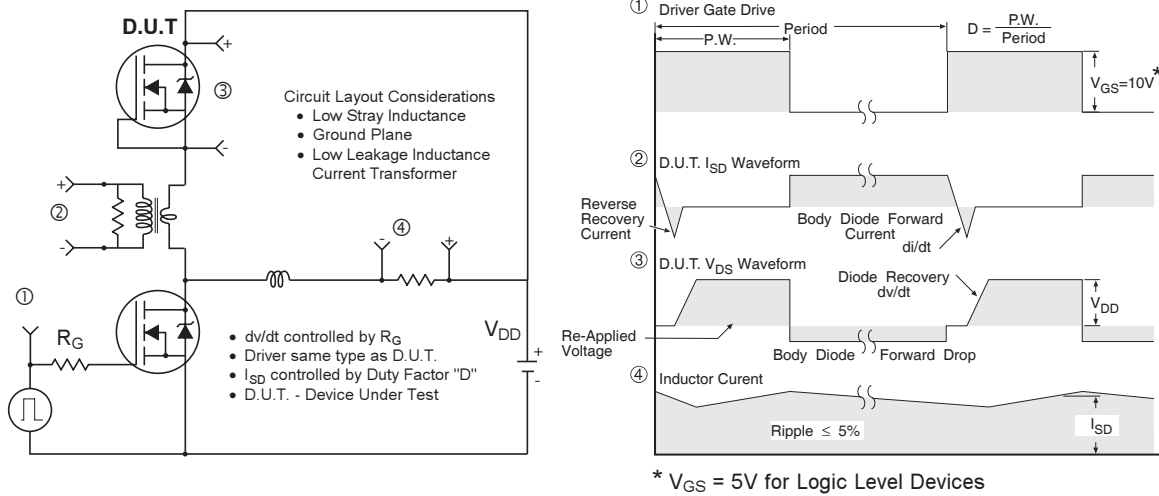 D.U.T
+
③
-
Circuit Layout Considerations
• Low Stray Inductance
• Ground Plane
• Low Leakage Inductance
Current Transformer
+
②
-
- ④ +
①
R_G
V_DD
+
-
• dv/dt controlled by R_G
• Driver same type as D.U.T.
• I_SD controlled by Duty Factor "D"
• D.U.T. - Device Under Test
① Driver Gate Drive
P.W.
Period
D = P.W. / Period
V_GS=10V *
② D.U.T. I_SD Waveform
Reverse
Recovery
Current
Body Diode Forward
Current
di/dt
③ D.U.T. V_DS Waveform
Diode Recovery
dv/dt
V_DD
Re-Applied
Voltage
Body Diode Forward Drop
④ Inductor Curent
Ripple ≤ 5%
I_SD
* V_GS = 5V for Logic Level Devices